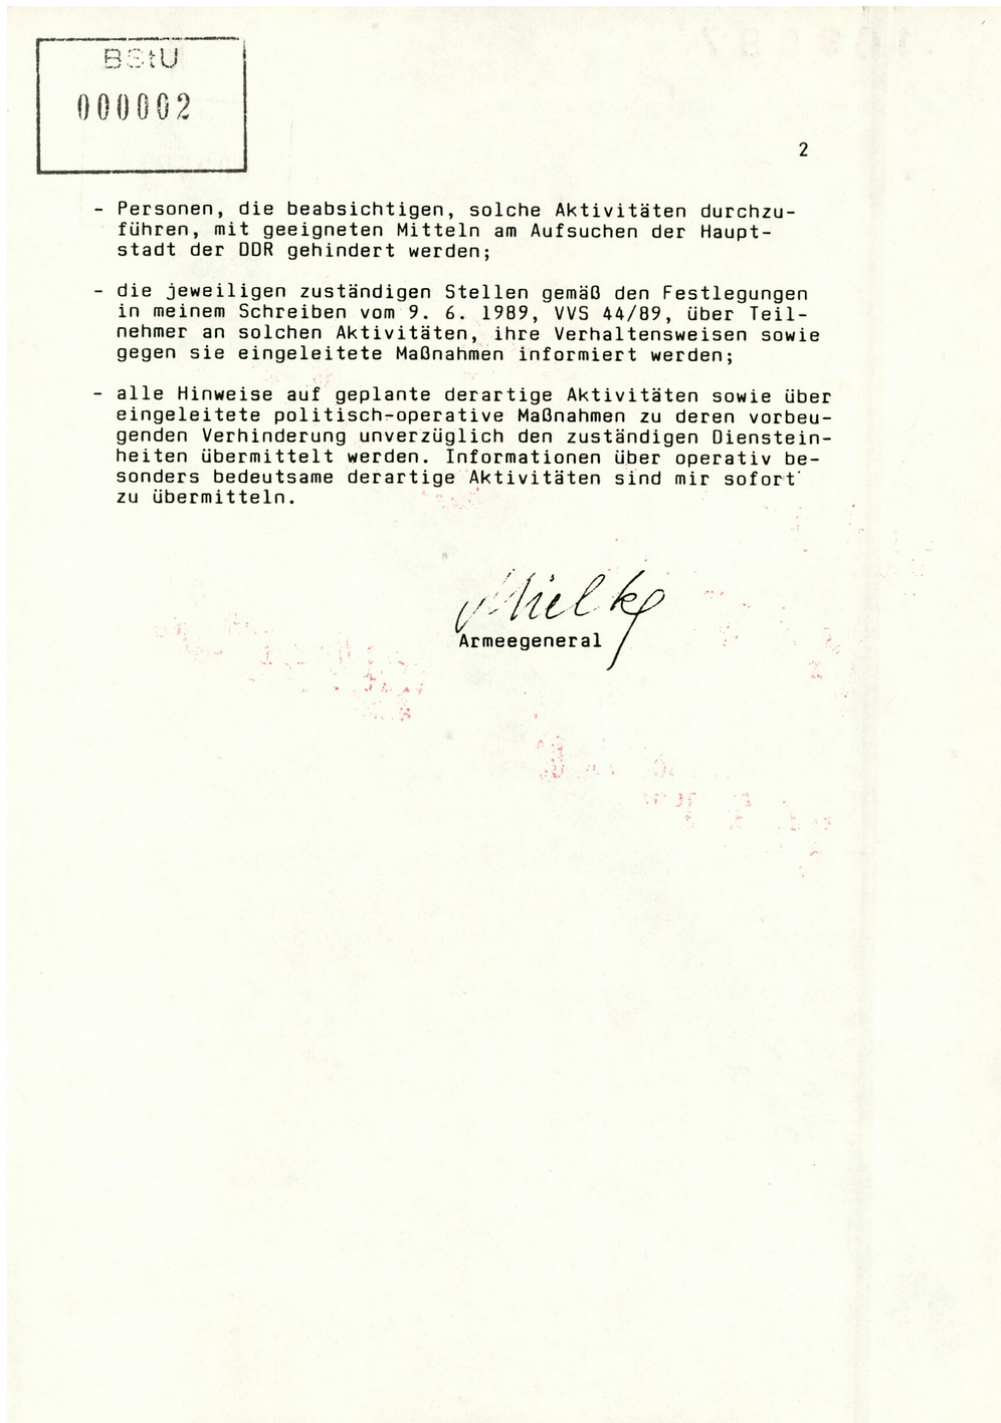 BStU
000002
2
- Personen, die beabsichtigen, solche Aktivitäten durchzu-
führen, mit geeigneten Mitteln am Aufsuchen der Haupt-
stadt der DDR gehindert werden;
- die jeweiligen zuständigen Stellen gemäß den Festlegungen
in meinem Schreiben vom 9. 6. 1989, VVS 44/89, über Teil-
nehmer an solchen Aktivitäten, ihre Verhaltensweisen sowie
gegen sie eingeleitete Maßnahmen informiert werden;
- alle Hinweise auf geplante derartige Aktivitäten sowie über
eingeleitete politisch-operative Maßnahmen zu deren vorbeu-
genden Verhinderung unverzüglich den zuständigen Dienstein-
heiten übermittelt werden. Informationen über operativ be-
sonders bedeutsame derartige Aktivitäten sind mir sofort
zu übermitteln.
Mielke
Armeegeneral